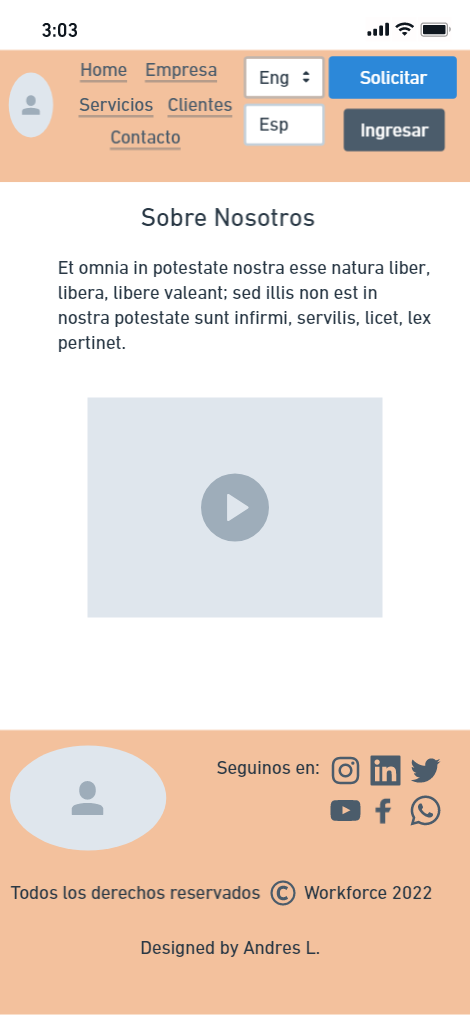 3:03
Home Empresa
Servicios Clientes
Contacto
Eng
Esp
Solicitar
Ingresar
Sobre Nosotros
Et omnia in potestate nostra esse natura liber,
libera, libere valeant; sed illis non est in
nostra potestate sunt infirmi, servilis, licet, lex
pertinet.
Seguinos en:
Todos los derechos reservados © Workforce 2022
Designed by Andres L.